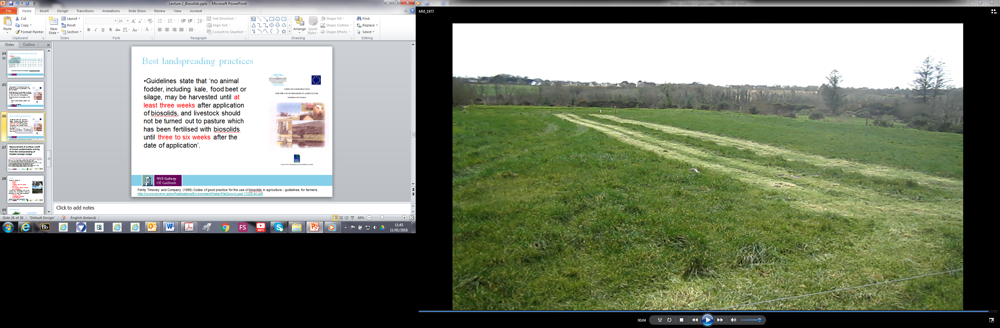 Lecture 2_Biosolids.pptx - Microsoft PowerPoint
File Home Insert Design Transitions Animations Slide Show Review View Acrobat
Cut
Copy
Format Painter
Paste
Clipboard
New Slide
Layout
Reset
Section
Slides
24
B I U S abc AV Aa A
Font
Text Direction
Align Text
Convert to SmartArt
Paragraph
Arrange
Quick Styles
Shape Fill
Shape Outline
Shape Effects
Drawing
Find
Replace
Select
Editing
Slides Outline
24
25
26
[No Title]
27
Measurement of surface runoff
of mixed contaminants arising
from the landspreading of
treated sewage sludge
28
29
Best landspreading practices
•Guidelines state that ‘no animal
fodder, including kale, food beet or
silage, may be harvested until at
least three weeks after application
of biosolids, and livestock should
not be turned out to pasture which
has been fertilised with biosolids
until three to six weeks after the
date of application’.
CODES OF GOOD PRACTICE
FOR THE USE OF BIOSOLIDS IN AGRICULTURE
Guidelines for Farmers
CONSULTANTS IN ENGINEERING & ENVIRONMENTAL SCIENCE
NUI Galway
OÉ Gaillimh
Fehily Timoney and Company (1999) Codes of good practice for the use of biosolids in agriculture - guidelines for farmers.
http://www.environ.ie/en/Publications/Environment/Water/FileDownLoad,17228,en.pdf
Click to add notes
Slide 26 of 38 "Default Design" English (Ireland) 69%
Bb FS MP3
11:45
11/01/2016
MVI_1977
00:04